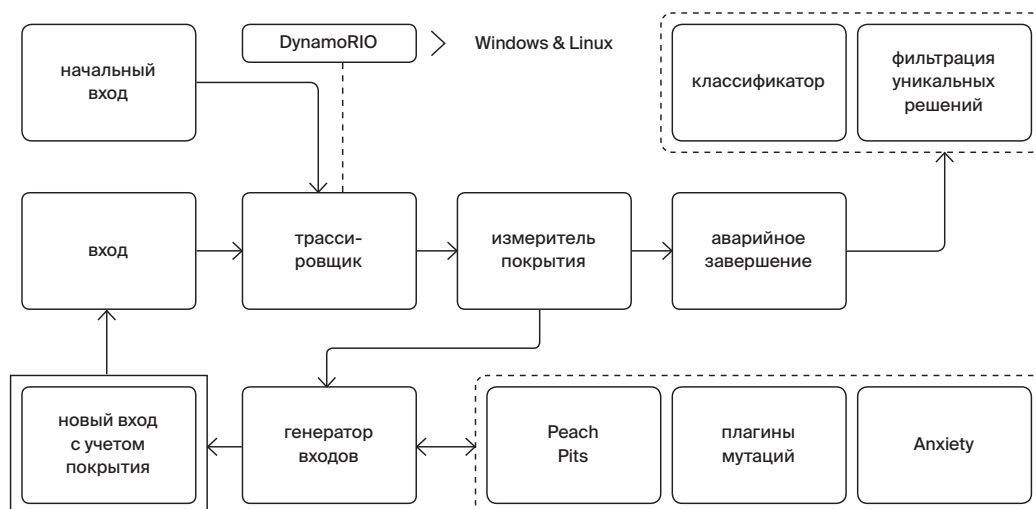 DynamoRIO
Windows & Linux
начальный
вход
классификатор
фильтрация
уникальных
решений
вход
трасси-
ровщик
измеритель
покрытия
аварийное
завершение
новый вход
с учетом
покрытия
генератор
входов
Peach
Pits
плагины
мутаций
Anxiety